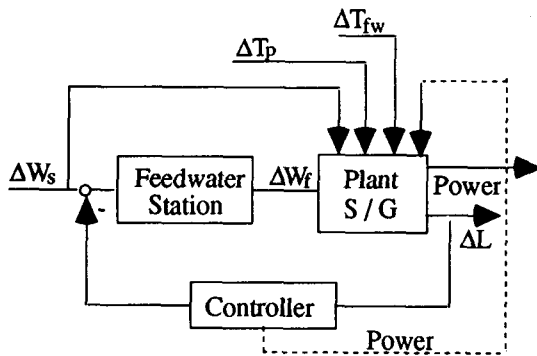 ΔT_fw
ΔT_p
ΔW_s
-
Feedwater
Station
ΔW_f
Plant
S / G
Power
ΔL
Controller
Power